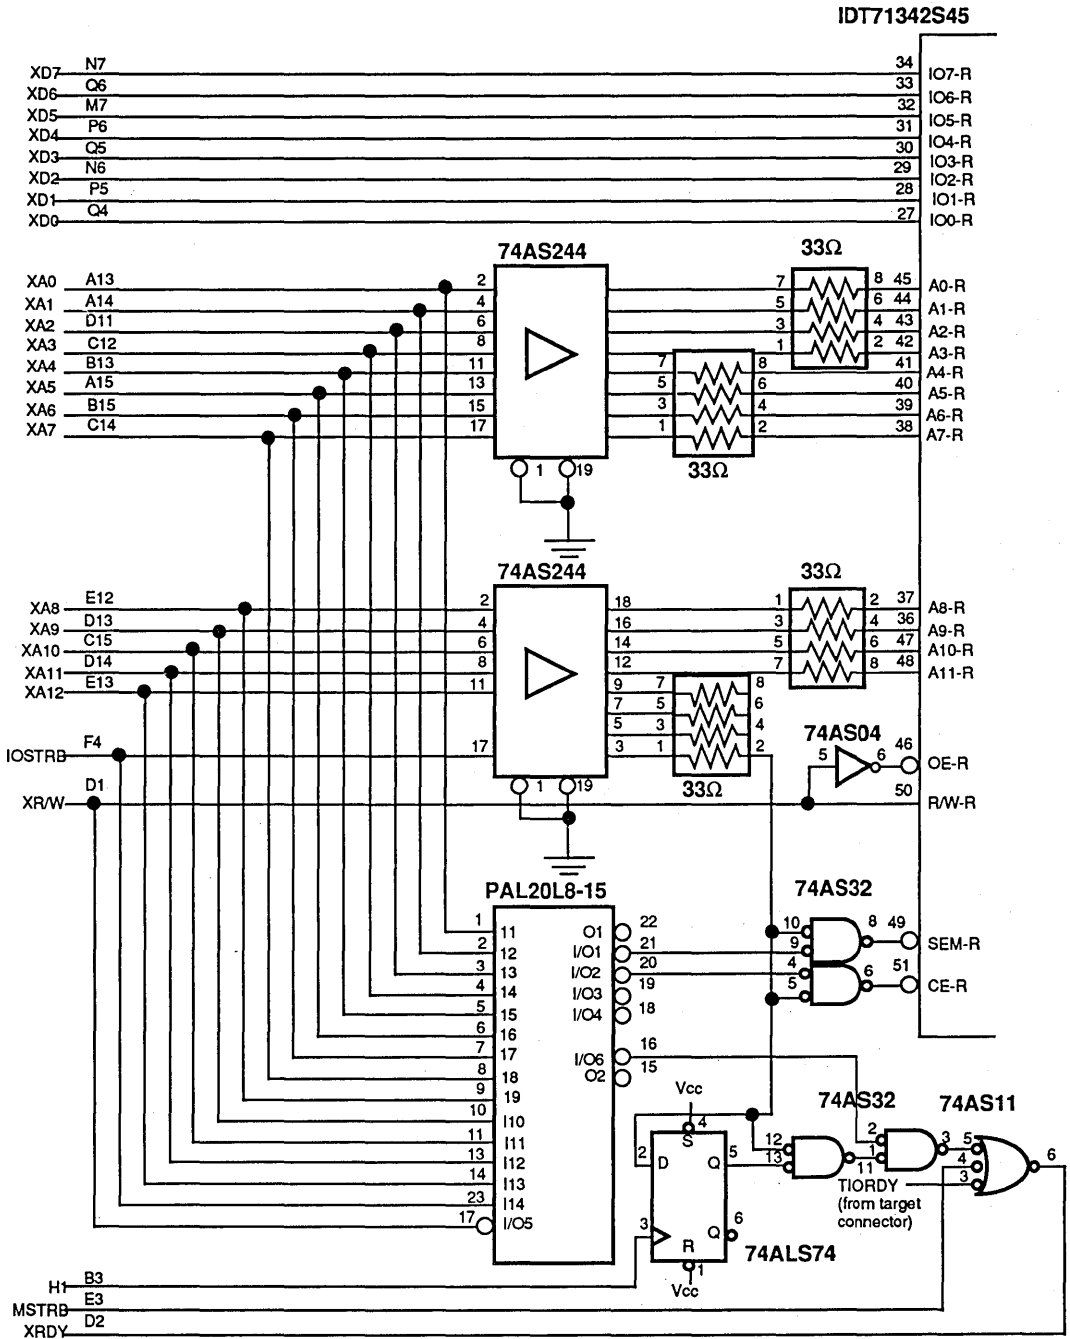 IDT71342S45
XD7 N7 34 IO7-R
XD6 Q6 33 IO6-R
XD5 M7 32 IO5-R
XD4 P6 31 IO4-R
XD3 Q5 30 IO3-R
XD2 N6 29 IO2-R
XD1 P5 28 IO1-R
XD0 Q4 27 IO0-R
74AS244 33Ω
XA0 A13 2 7 8 45 A0-R
XA1 A14 4 5 6 44 A1-R
XA2 D11 6 3 4 43 A2-R
XA3 C12 8 1 2 42 A3-R
XA4 B13 11 7 8 41 A4-R
XA5 A15 13 5 6 40 A5-R
XA6 B15 15 3 4 39 A6-R
XA7 C14 17 1 2 38 A7-R
1 19 33Ω
74AS244 33Ω
XA8 E12 2 18 1 2 37 A8-R
XA9 D13 4 16 3 4 36 A9-R
XA10 C15 6 14 5 6 47 A10-R
XA11 D14 8 12 7 8 48 A11-R
XA12 E13 11 9 7 8
7 5 6
5 3 4
IOSTRB F4 17 3 1 2
74AS04
5 6 46 OE-R
1 19 33Ω
XR/W D1 50 R/W-R
PAL20L8-15 74AS32
1 11 O1 22 10 8 49 SEM-R
2 12 I/O1 21 9
3 13 I/O2 20 4 6 51 CE-R
4 14 I/O3 19 5
5 15 I/O4 18
6 16
7 17 I/O6 16
8 18 O2 15
9 19
10 I10
11 I11
13 I12
14 I13
23 I14
17 I/O5
Vcc 74AS32 74AS11
4 S
2 D Q 5 12 13 11 2 1 3 5 4 3 6
TIORDY
(from target
connector)
3 R Q 6
74ALS74
1
Vcc
H1 B3
MSTRB E3
XRDY D2